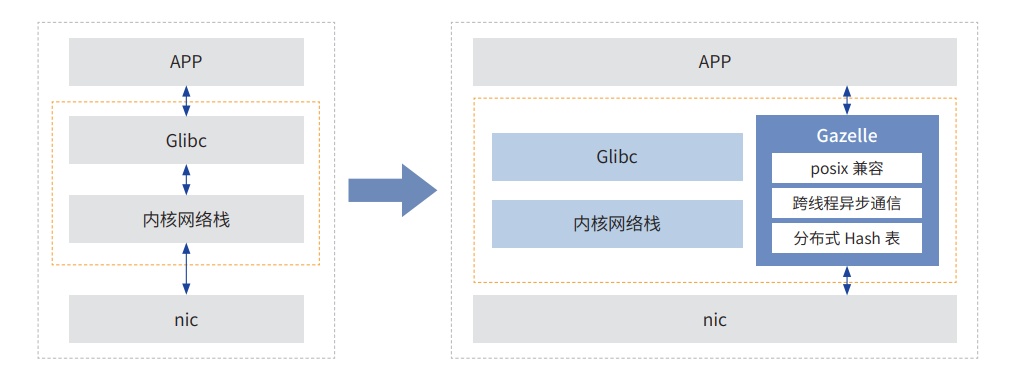 APP
Glibc
内核网络栈
nic
APP
Glibc
内核网络栈
Gazelle
posix 兼容
跨线程异步通信
分布式 Hash 表
nic